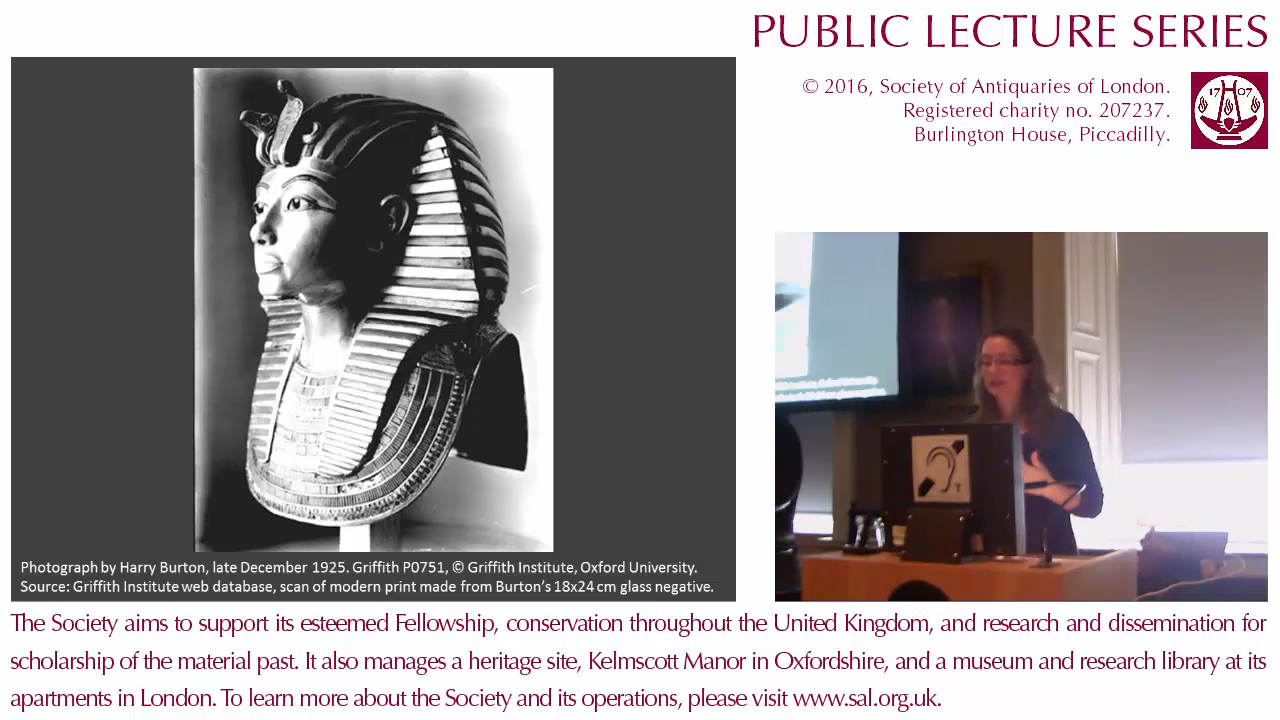 PUBLIC LECTURE SERIES
© 2016, Society of Antiquaries of London.
Registered charity no. 207237.
Burlington House, Piccadilly.
17 07
T
Photograph by Harry Burton, late December 1925. Griffith P0751, © Griffith Institute, Oxford University.
Source: Griffith Institute web database, scan of modern print made from Burton's 18x24 cm glass negative.
The Society aims to support its esteemed Fellowship, conservation throughout the United Kingdom, and research and dissemination for
scholarship of the material past. It also manages a heritage site, Kelmscott Manor in Oxfordshire, and a museum and research library at its
apartments in London. To learn more about the Society and its operations, please visit www.sal.org.uk.